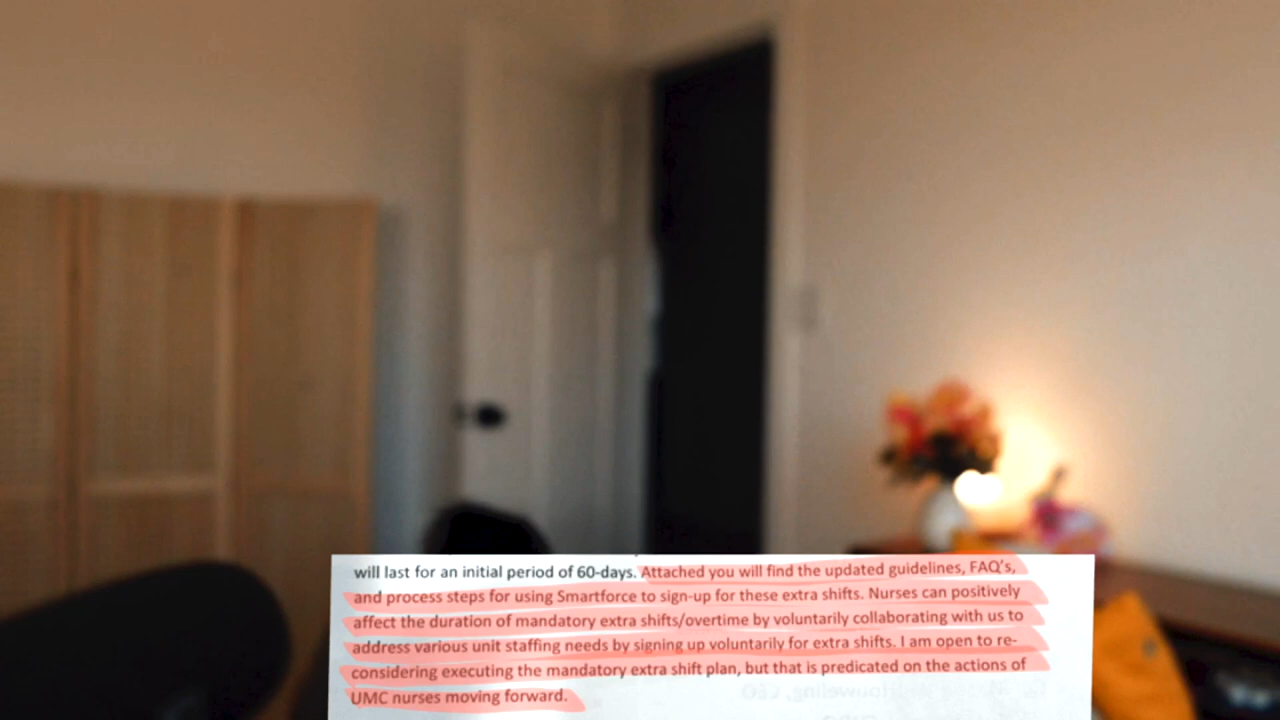 will last for an initial period of 60-days. Attached you will find the updated guidelines, FAQ's,
and process steps for using Smartforce to sign-up for these extra shifts. Nurses can positively
affect the duration of mandatory extra shifts/overtime by voluntarily collaborating with us to
address various unit staffing needs by signing up voluntarily for extra shifts. I am open to re-
considering executing the mandatory extra shift plan, but that is predicated on the actions of
UMC nurses moving forward.